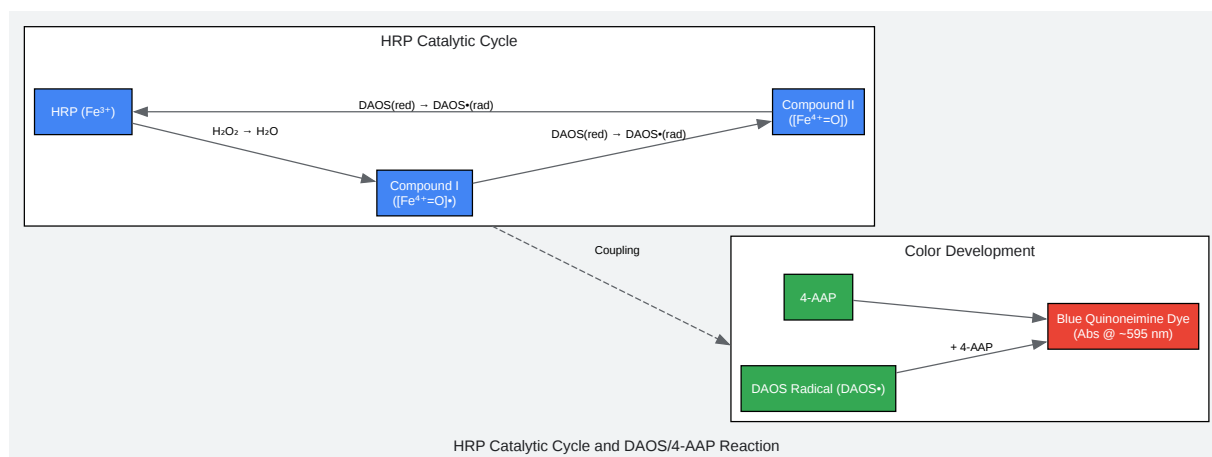 HRP Catalytic Cycle
HRP (Fe³⁺)
DAOS(red) → DAOS•(rad)
Compound II
([Fe⁴⁺=O])
H₂O₂ → H₂O
DAOS(red) → DAOS•(rad)
Compound I
([Fe⁴⁺=O]•)
Coupling
Color Development
4-AAP
Blue Quinoneimine Dye
(Abs @ ~595 nm)
+ 4-AAP
DAOS Radical (DAOS•)
HRP Catalytic Cycle and DAOS/4-AAP Reaction